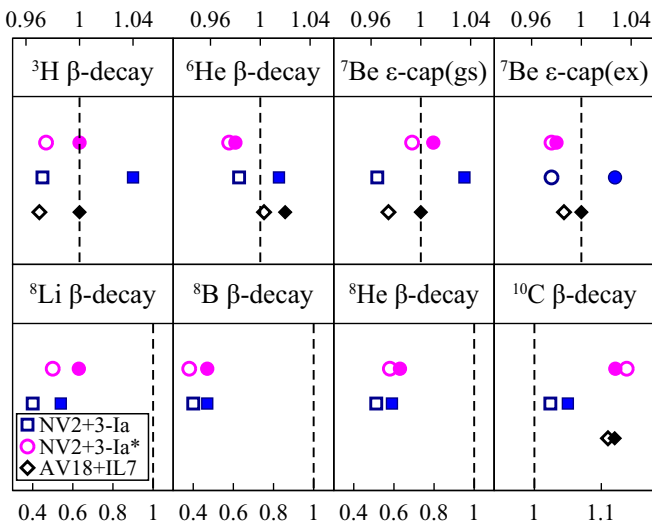 0.96 1 1.04 0.96 1 1.04 0.96 1 1.04 0.96 1 1.04
³H β-decay ⁶He β-decay ⁷Be ε-cap(gs) ⁷Be ε-cap(ex)
⁸Li β-decay ⁸B β-decay ⁸He β-decay ¹⁰C β-decay
NV2+3-Ia
NV2+3-Ia*
AV18+IL7
0.4 0.6 0.8 1 0.4 0.6 0.8 1 0.4 0.6 0.8 1 1 1.1